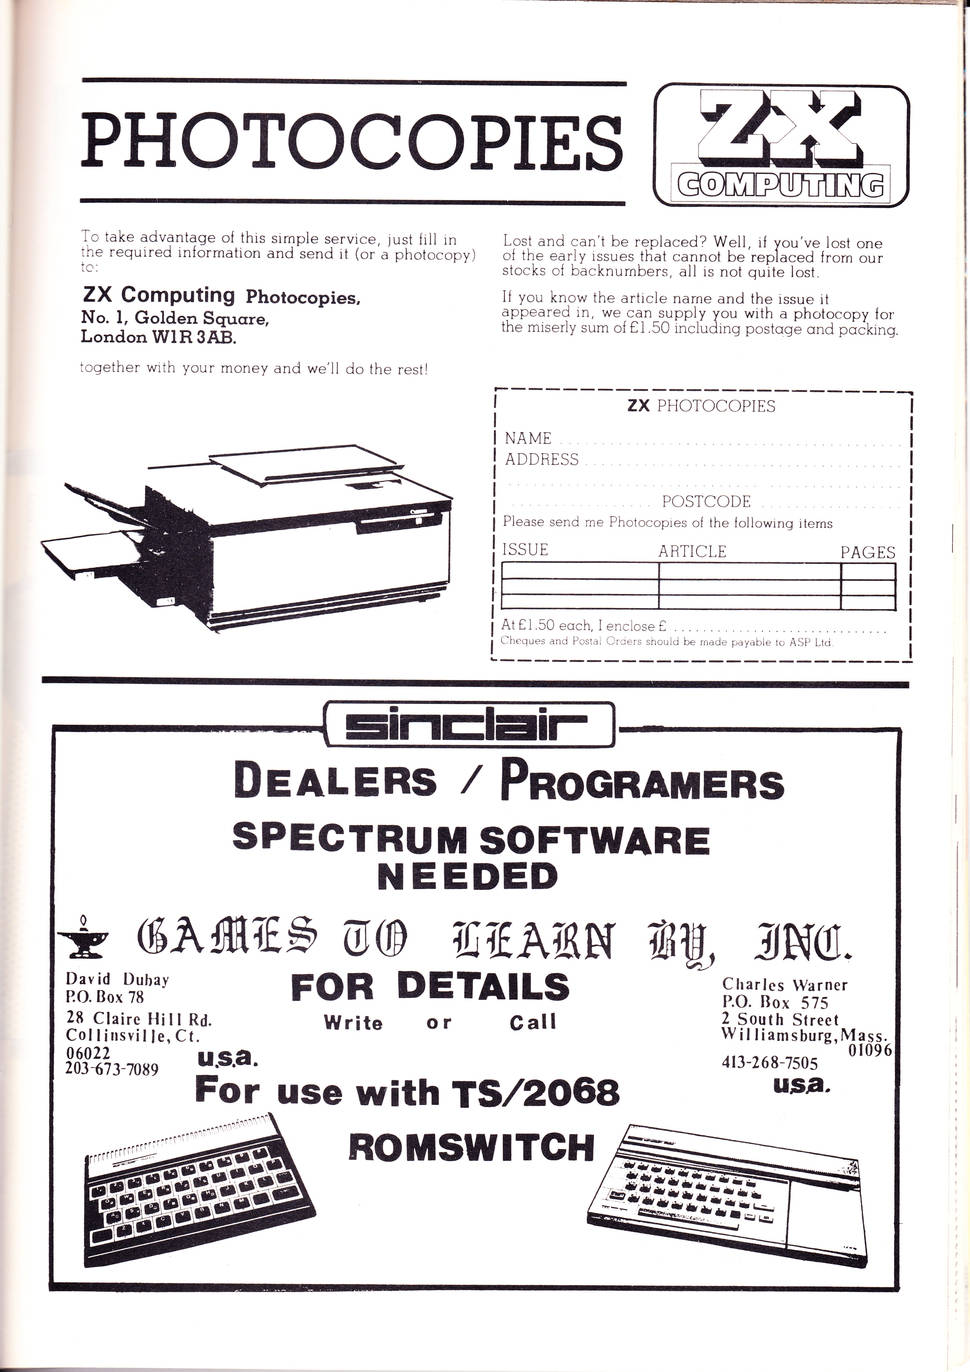 PHOTOCOPIES
ZX
COMPUTING
To take advantage of this simple service, just fill in
the required information and send it (or a photocopy)
to:
ZX Computing Photocopies,
No. 1, Golden Square,
London W1R 3AB.
together with your money and we'll do the rest!
Lost and can't be replaced? Well, if you've lost one
of the early issues that cannot be replaced from our
stocks of backnumbers, all is not quite lost.
If you know the article name and the issue it
appeared in, we can supply you with a photocopy for
the miserly sum of £1.50 including postage and packing.
ZX PHOTOCOPIES
NAME
ADDRESS
POSTCODE
Please send me Photocopies of the following items
ISSUE ARTICLE PAGES
At £1.50 each, I enclose £
Cheques and Postal Orders should be made payable to ASP Ltd.
sinclair
DEALERS / PROGRAMERS
SPECTRUM SOFTWARE
NEEDED
GAMES TO LEARN BY, INC.
David Dubay
P.O. Box 78
28 Claire Hill Rd.
Collinsville, Ct.
06022
203-673-7089
u.s.a.
FOR DETAILS
Write or Call
Charles Warner
P.O. Box 575
2 South Street
Williamsburg, Mass.
01096
413-268-7505
u.s.a.
For use with TS/2068
ROMSWITCH